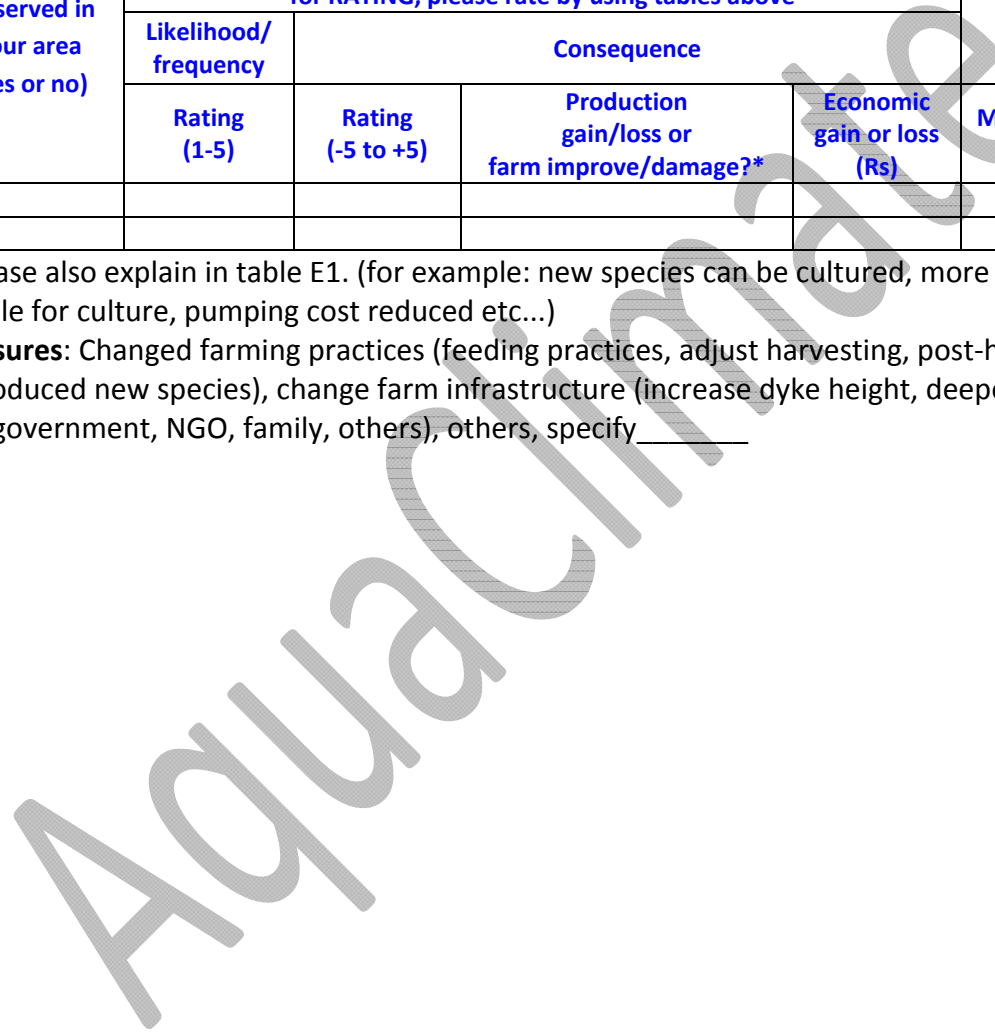 for RATING, please rate by using tables above
served in
our area
es or no)
Likelihood/
frequency
Consequence
Rating
(1-5)
Rating
(-5 to +5)
Production
gain/loss or
farm improve/damage?*
Economic
gain or loss
(Rs)
M
ase also explain in table E1. (for example: new species can be cultured, more
le for culture, pumping cost reduced etc...)
sures: Changed farming practices (feeding practices, adjust harvesting, post-h
oduced new species), change farm infrastructure (increase dyke height, deepe
government, NGO, family, others), others, specify________
AquaClimate